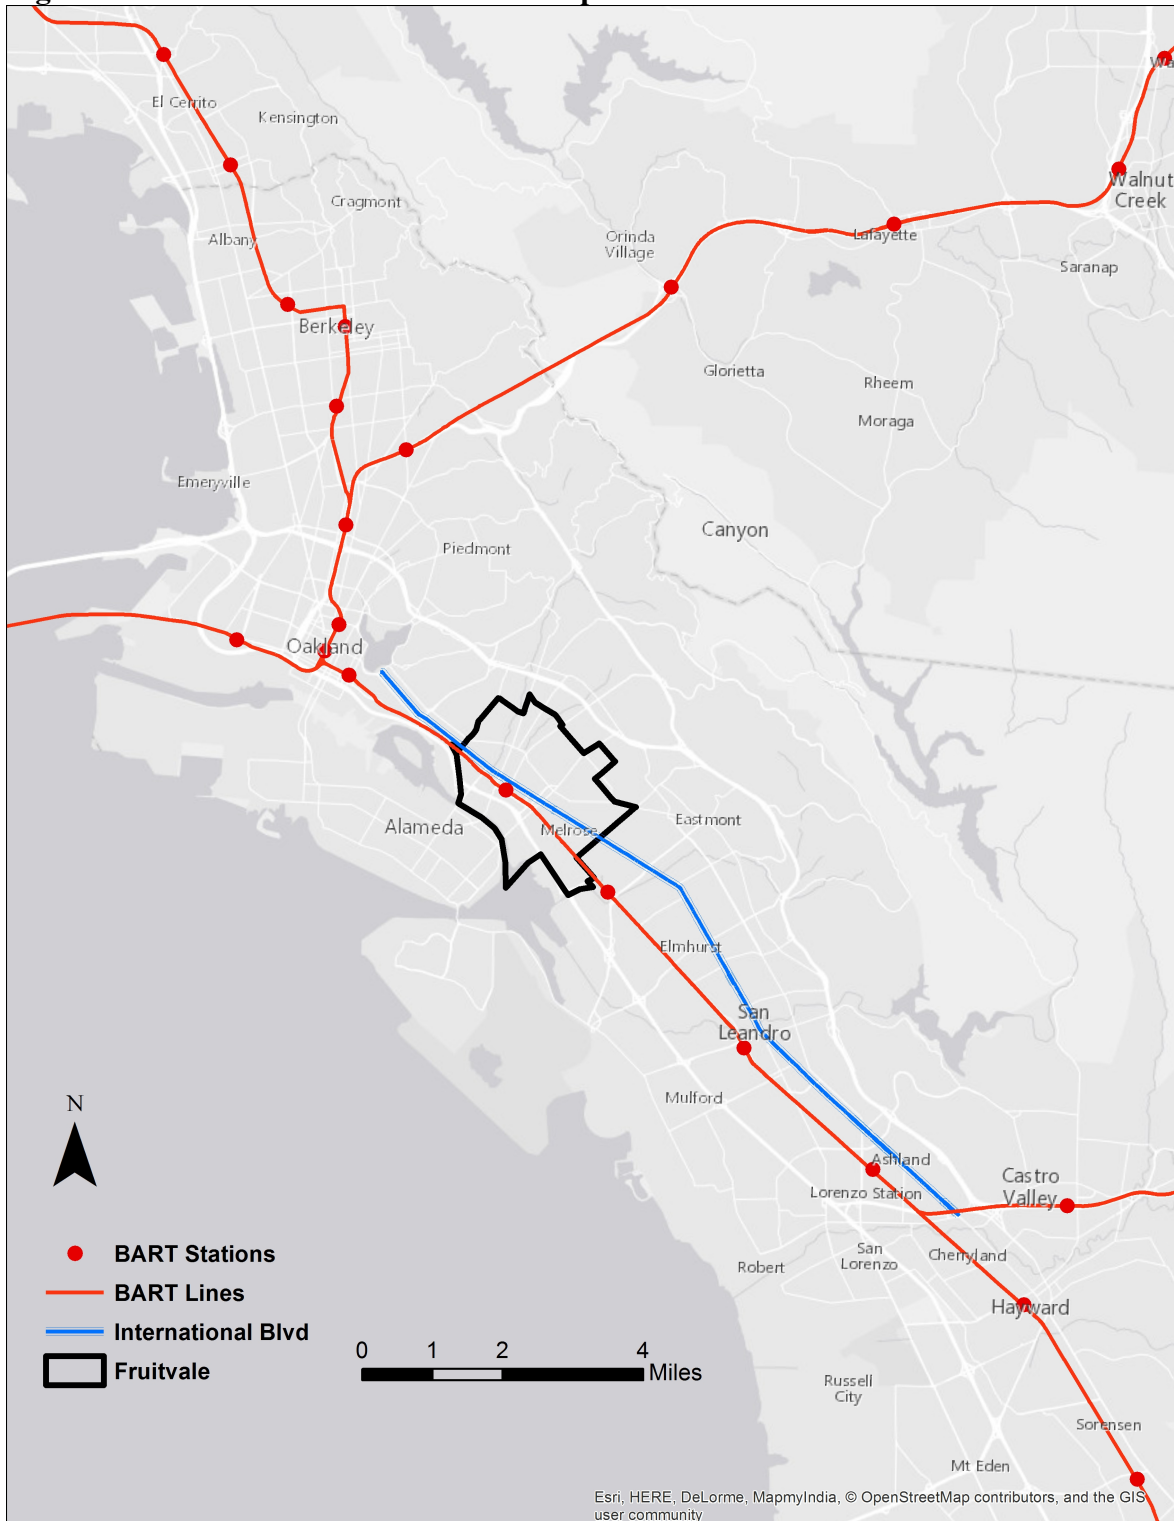 El Cerrito
Kensington
Walnut
Creek
Cragmont
Albany
Orinda
Village
Lafayette
Saranap
Berkeley
Glorietta
Rheem
Moraga
Emeryville
Canyon
Piedmont
Oakland
Alameda
Melrose
Eastmont
Elmhurst
San
Leandro
Mulford
N
Ashland
Castro
Valley
Lorenzo Station
San
Lorenzo
Cherryland
Robert
Hayward
BART Stations
BART Lines
International Blvd
Fruitvale
0 1 2 4
Miles
Russell
City
Sorensen
Mt Eden
Esri, HERE, DeLorme, MapmyIndia, © OpenStreetMap contributors, and the GIS
user community